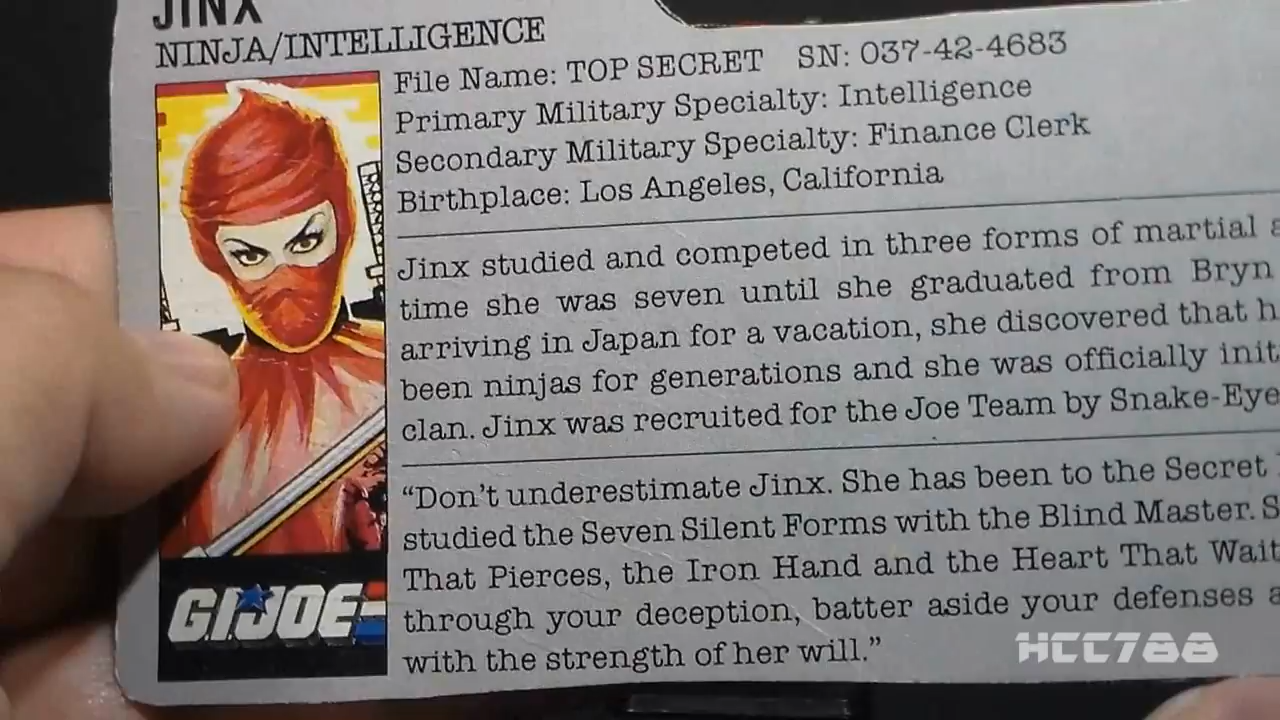 JINX
NINJA/INTELLIGENCE
File Name: TOP SECRET SN: 037-42-4683
Primary Military Specialty: Intelligence
Secondary Military Specialty: Finance Clerk
Birthplace: Los Angeles, California
Jinx studied and competed in three forms of martial
time she was seven until she graduated from Bryn
arriving in Japan for a vacation, she discovered that
been ninjas for generations and she was officially
clan. Jinx was recruited for the Joe Team by Snake-Eye
“Don't underestimate Jinx. She has been to the Secret
studied the Seven Silent Forms with the Blind Master.
That Pierces, the Iron Hand and the Heart That Wait
through your deception, batter aside your defenses
with the strength of her will.”
G.I.JOE
HCC788